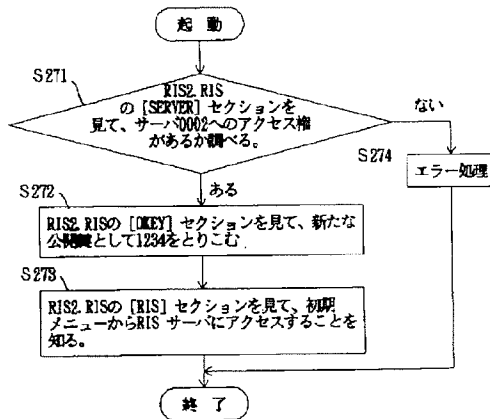 起 動
S271
RIS2.RIS
の [SERVER] セクションを
見て、サーバ0002へのアクセス権
があるか調べる。
ない
S274
エラー処理
ある
S272
RIS2.RISの [OKEY] セクションを見て、新たな
公開鍵として1234をとりこむ
S273
RIS2.RISの [RIS] セクションを見て、初期
メニューからRIS サーバにアクセスすることを
知る。
終 了